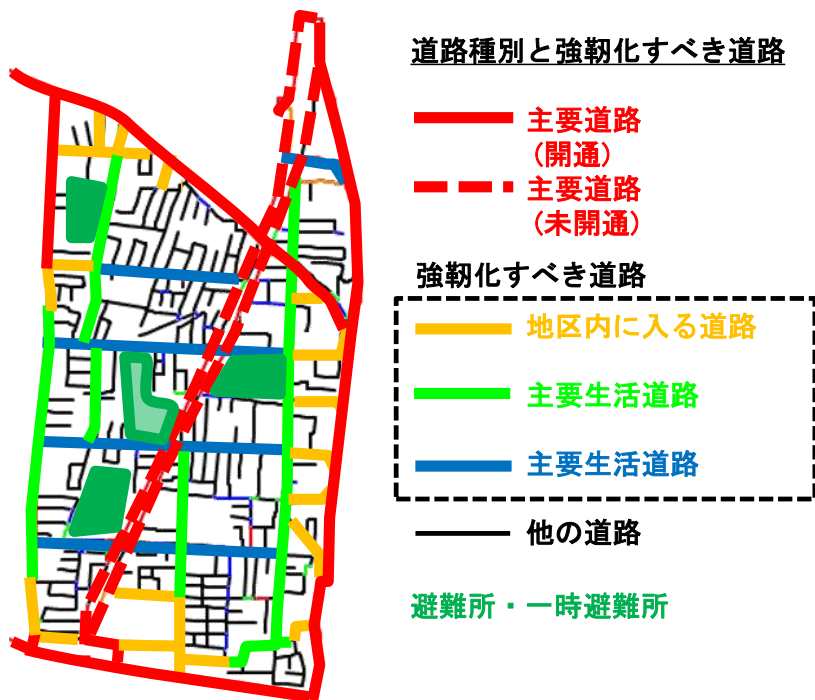 道路種別と強靭化すべき道路
主要道路
(開通)
主要道路
(未開通)
強靭化すべき道路
地区内に入る道路
主要生活道路
主要生活道路
他の道路
避難所・一時避難所